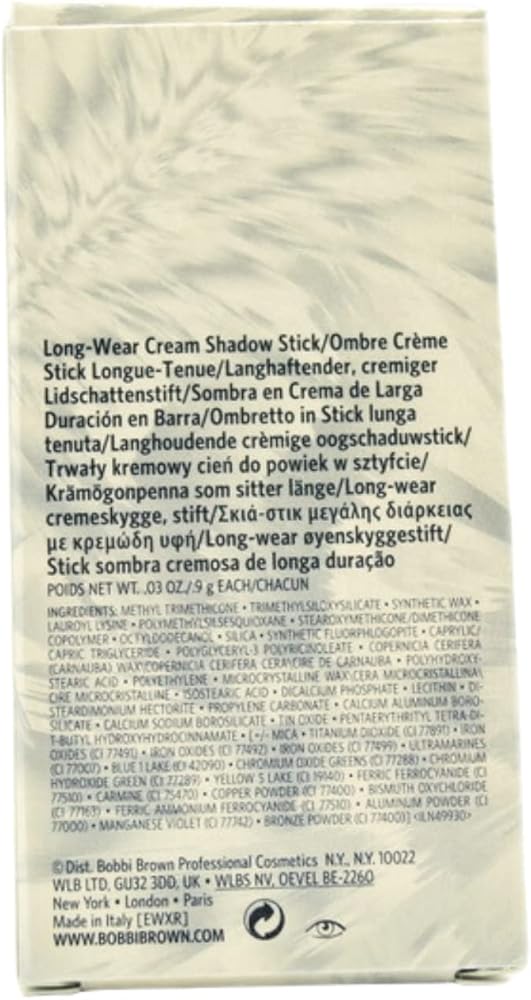 Long-Wear Cream Shadow Stick/Ombre Crème
Stick Longue-Tenue/Langhaftender, cremiger
Lidschattenstift/Sombra en Crema de Larga
Duración en Barra/Ombretto in Stick lunga
tenuta/Langhoudende crèmige oogschaduwstick/
Trwały kremowy cień do powiek w sztyfcie/
Krämögonpenna som sitter länge/Long-wear
cremeskygge, stift/Σκιά-στικ μεγάλης διάρκειας
με κρεμώδη υφή/Long-wear øyenskyggestift/
Stick sombra cremosa de longa duração
POIDS NET WT. .03 OZ./.9 g EACH/CHACUN
INGREDIENTS: METHYL TRIMETHICONE • TRIMETHYLSILOXYSILICATE • SYNTHETIC WAX •
LAUROYL LYSINE • POLYMETHYLSILSESQUIOXANE • STEAROXYMETHICONE/DIMETHICONE
COPOLYMER • OCTYLDODECANOL • SILICA • SYNTHETIC FLUORPHLOGOPITE • CAPRYLIC/
CAPRIC TRIGLYCERIDE • POLYGLYCERYL-3 POLYRICINOLEATE • COPERNICIA CERIFERA
(CARNAUBA) WAX\COPERNICIA CERIFERA CERA\CIRE DE CARNAUBA • POLYHYDROXY-
STEARIC ACID • POLYETHYLENE • MICROCRYSTALLINE WAX\CERA MICROCRISTALLINA\
CIRE MICROCRISTALLINE • ISOSTEARIC ACID • DICALCIUM PHOSPHATE • LECITHIN • DI-
STEARDIMONIUM HECTORITE • PROPYLENE CARBONATE • CALCIUM ALUMINUM BORO-
SILICATE • CALCIUM SODIUM BOROSILICATE • TIN OXIDE • PENTAERYTHRITYL TETRA-DI-
T-BUTYL HYDROXYHYDROCINNAMATE • [+/- MICA • TITANIUM DIOXIDE (CI 77891) • IRON
OXIDES (CI 77491) • IRON OXIDES (CI 77492) • IRON OXIDES (CI 77499) • ULTRAMARINES
(CI 77007) • BLUE 1 LAKE (CI 42090) • CHROMIUM OXIDE GREENS (CI 77288) • CHROMIUM
HYDROXIDE GREEN (CI 77289) • YELLOW 5 LAKE (CI 19140) • FERRIC FERROCYANIDE (CI
77510) • CARMINE (CI 75470) • COPPER POWDER (CI 77400) • BISMUTH OXYCHLORIDE
(CI 77163) • FERRIC AMMONIUM FERROCYANIDE (CI 77510) • ALUMINUM POWDER (CI
77000) • MANGANESE VIOLET (CI 77742) • BRONZE POWDER (CI 77400)] <ILN49930>
©Dist. Bobbi Brown Professional Cosmetics N.Y., N.Y. 10022
WLB LTD, GU32 3DD, UK • WLBS NV, OEVEL BE-2260
New York • London • Paris
Made in Italy [EWXR]
WWW.BOBBIBROWN.COM